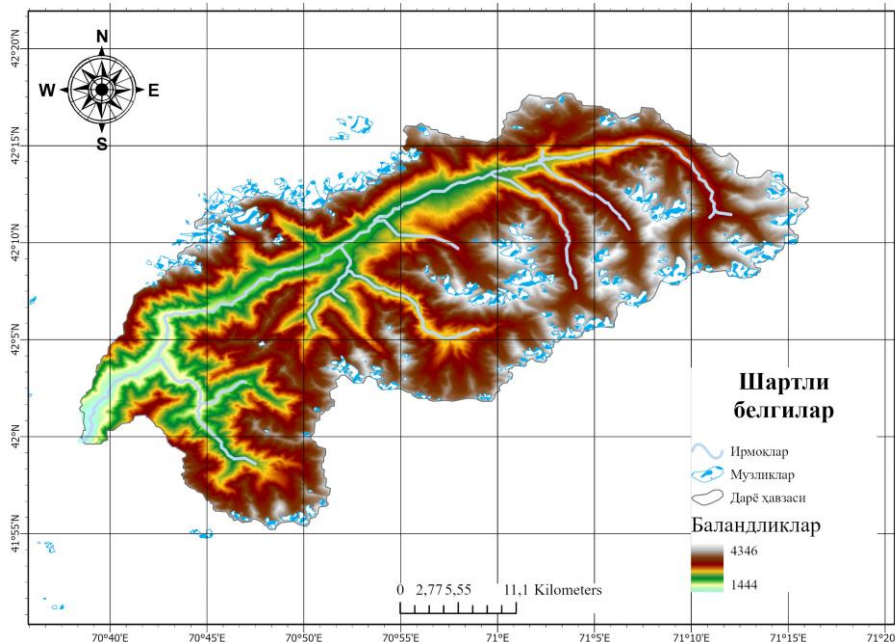 42°20'N
42°15'N
42°10'N
42°5'N
42°N
41°55'N
N
W E
S
Шартли
белгилар
Ирмоқлар
Музликлар
Дарё ҳавзаси
Баландликлар
4346
1444
0 2,77 5,55 11,1 Kilometers
70°40'E 70°45'E 70°50'E 70°55'E 71°E 71°5'E 71°10'E 71°15'E 71°20